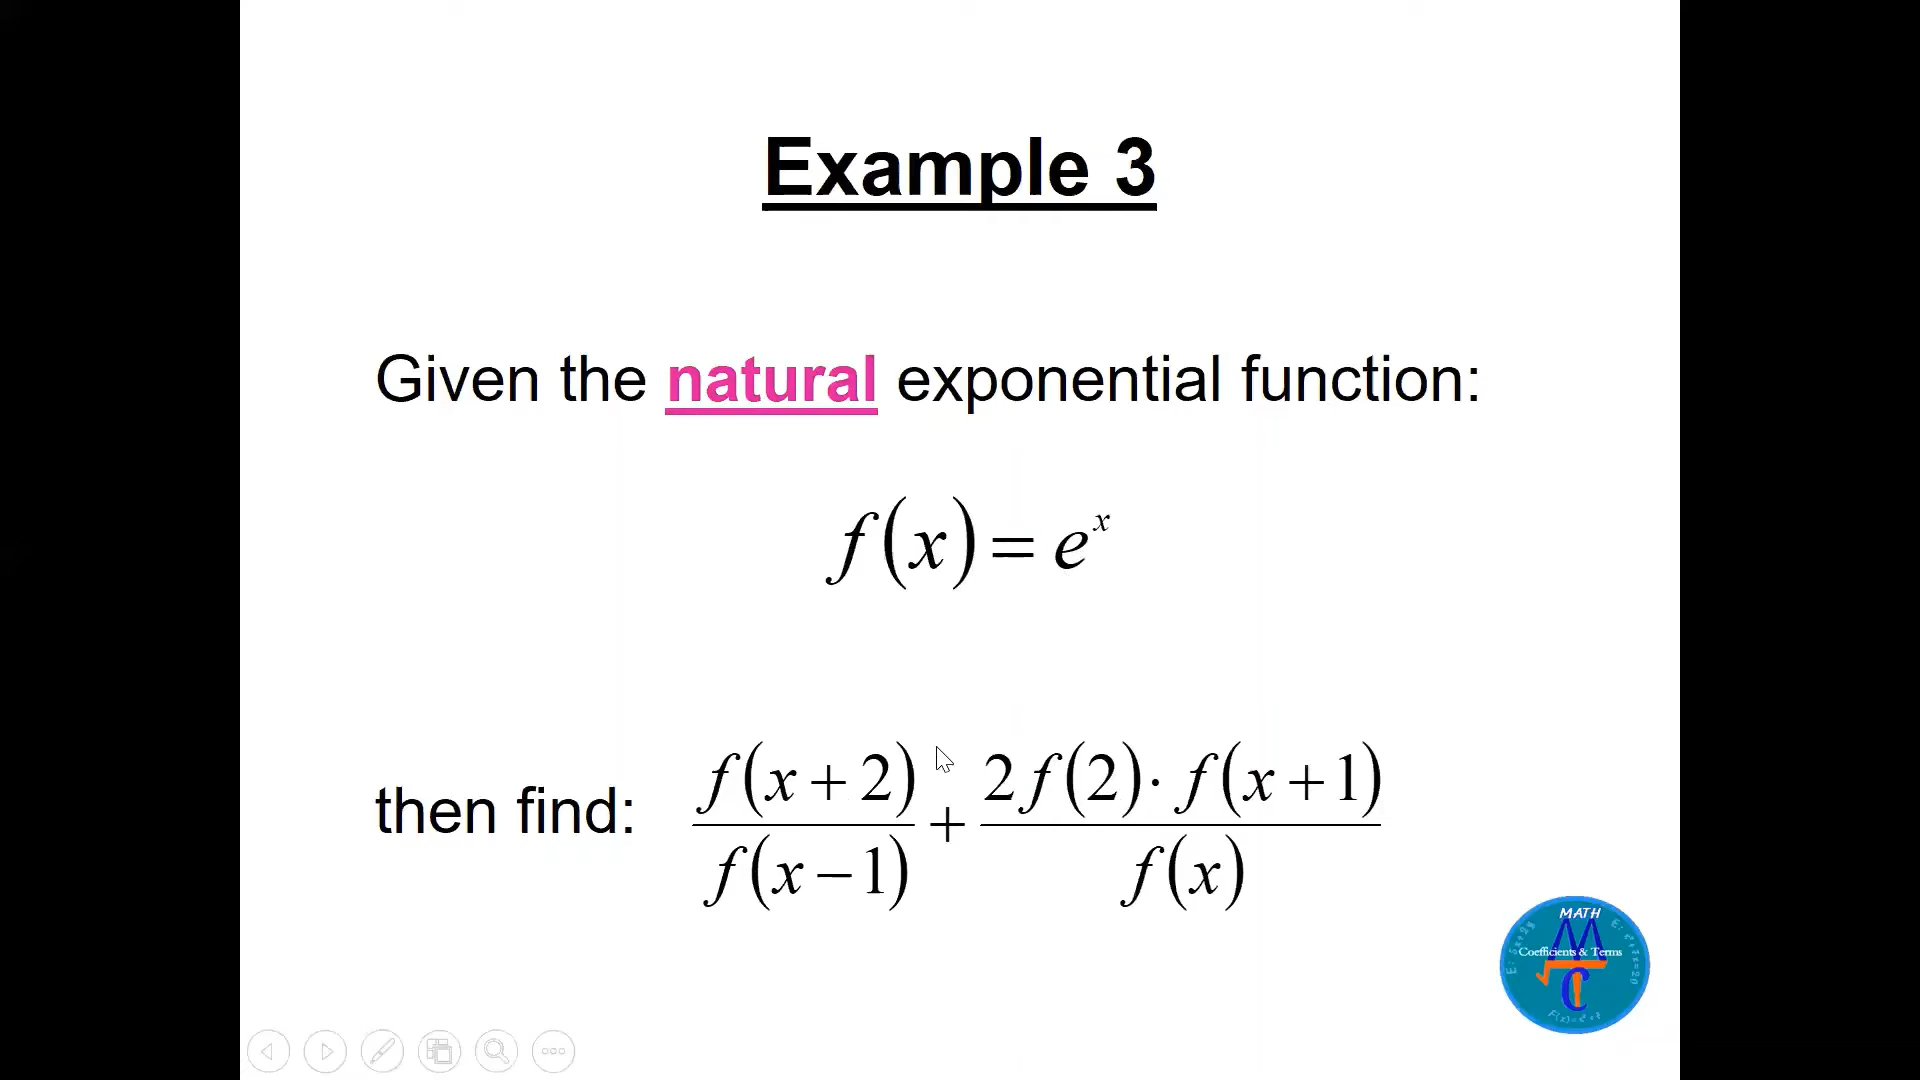 Example 3
Given the natural exponential function:
f(x) = e^x
then find: f(x+2)/f(x−1) + 2f(2)·f(x+1)/f(x)
MATH
Coefficients & Terms